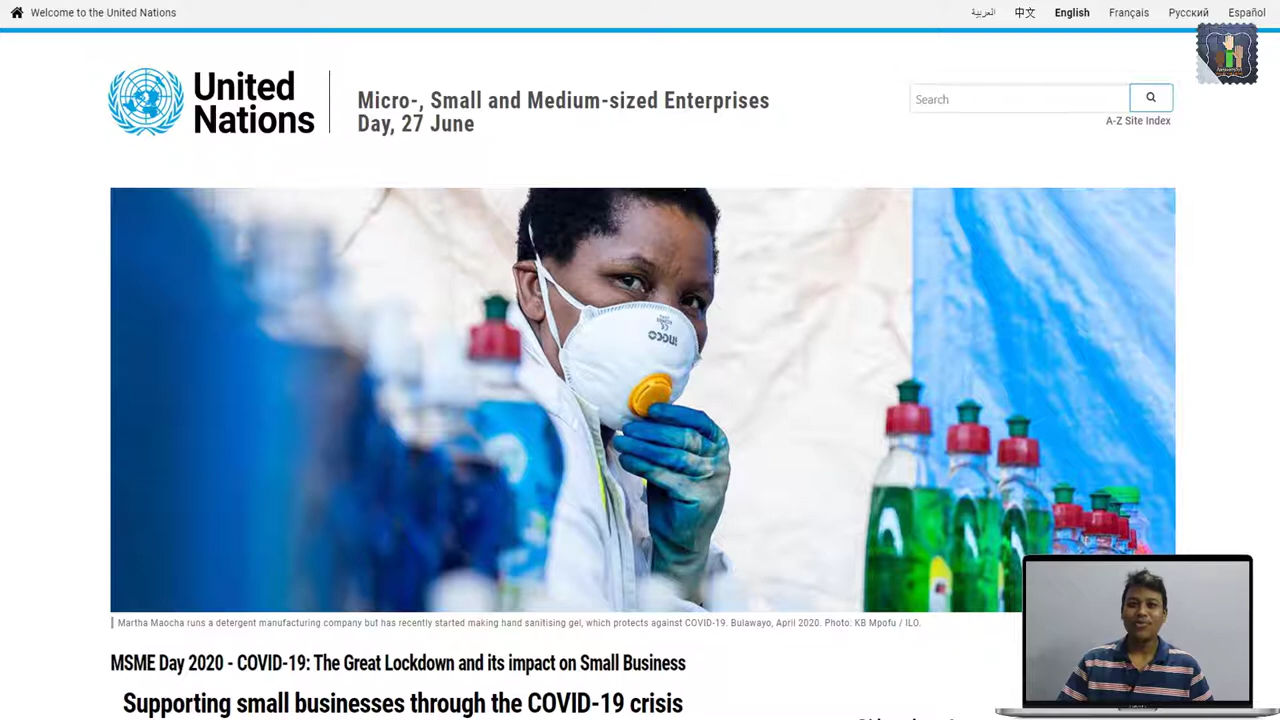 Welcome to the United Nations
العربية
中文
English
Français
Русский
Español
United
Nations
Micro-, Small and Medium-sized Enterprises
Day, 27 June
Search
A-Z Site Index
INGCO
Martha Maocha runs a detergent manufacturing company but has recently started making hand sanitising gel, which protects against COVID-19. Bulawayo, April 2020. Photo: KB Mpofu / ILO.
MSME Day 2020 - COVID-19: The Great Lockdown and its impact on Small Business
Supporting small businesses through the COVID-19 crisis